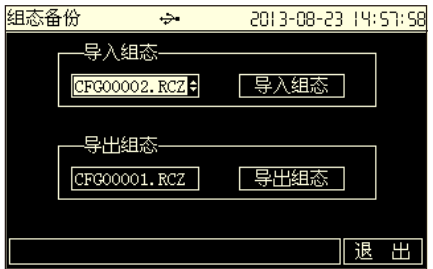 组态备份 2013-08-23 14:57:58
导入组态
CFG00002.RCZ 导入组态
导出组态
CFG00001.RCZ 导出组态
退 出